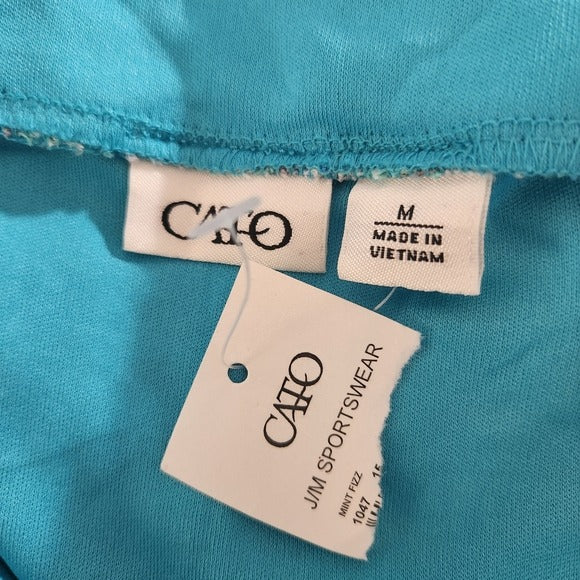 CATO
M
MADE IN
VIETNAM
CATO
J/M SPORTSWEAR
MINT FIZZ
1047